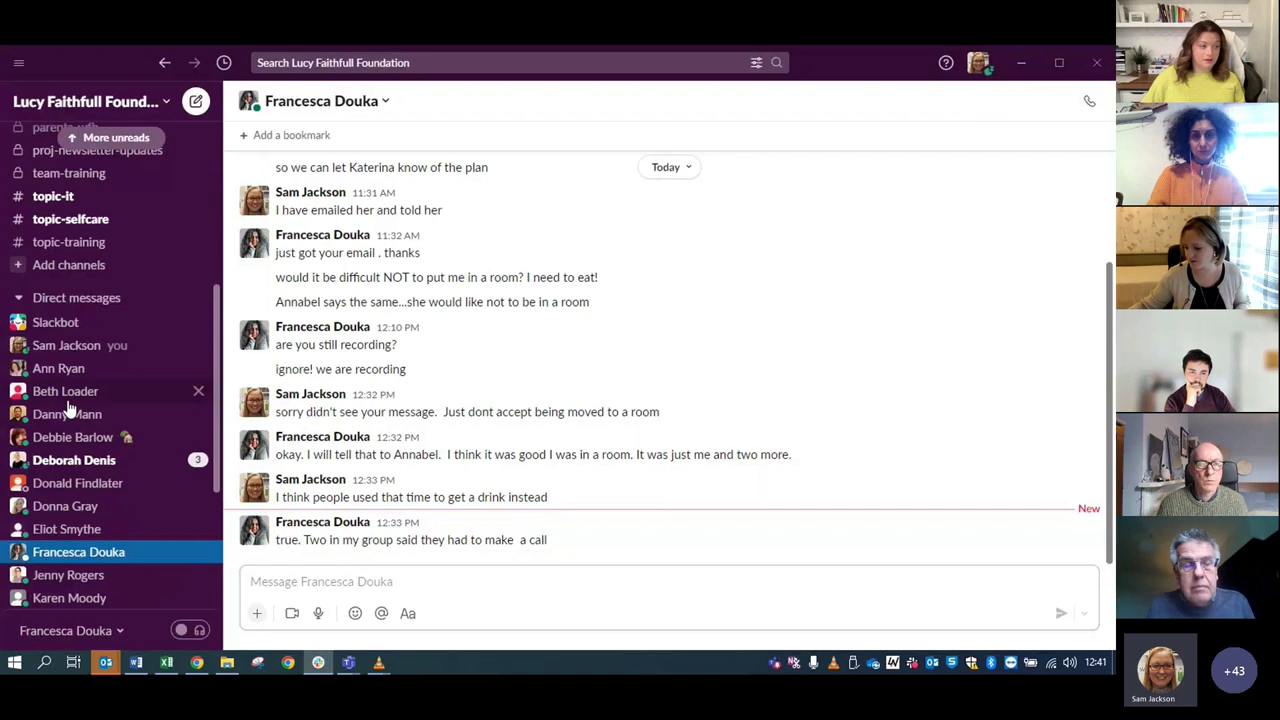 Search Lucy Faithfull Foundation
Lucy Faithfull Found...
More unreads
proj-newsletter-updates
team-training
# topic-it
# topic-selfcare
# topic-training
+ Add channels
Direct messages
Slackbot
Sam Jackson you
Ann Ryan
Beth Loader
Danny Mann
Debbie Barlow
Deborah Denis 3
Donald Findlater
Donna Gray
Eliot Smythe
Francesca Douka
Jenny Rogers
Karen Moody
Francesca Douka
Francesca Douka
+ Add a bookmark
Today
so we can let Katerina know of the plan
Sam Jackson 11:31 AM
I have emailed her and told her
Francesca Douka 11:32 AM
just got your email . thanks
would it be difficult NOT to put me in a room? I need to eat!
Annabel says the same...she would like not to be in a room
Francesca Douka 12:10 PM
are you still recording?
ignore! we are recording
Sam Jackson 12:32 PM
sorry didn't see your message. Just dont accept being moved to a room
Francesca Douka 12:32 PM
okay. I will tell that to Annabel. I think it was good I was in a room. It was just me and two more.
Sam Jackson 12:33 PM
I think people used that time to get a drink instead
New
Francesca Douka 12:33 PM
true. Two in my group said they had to make a call
Message Francesca Douka
Aa
12:41
Sam Jackson
+43